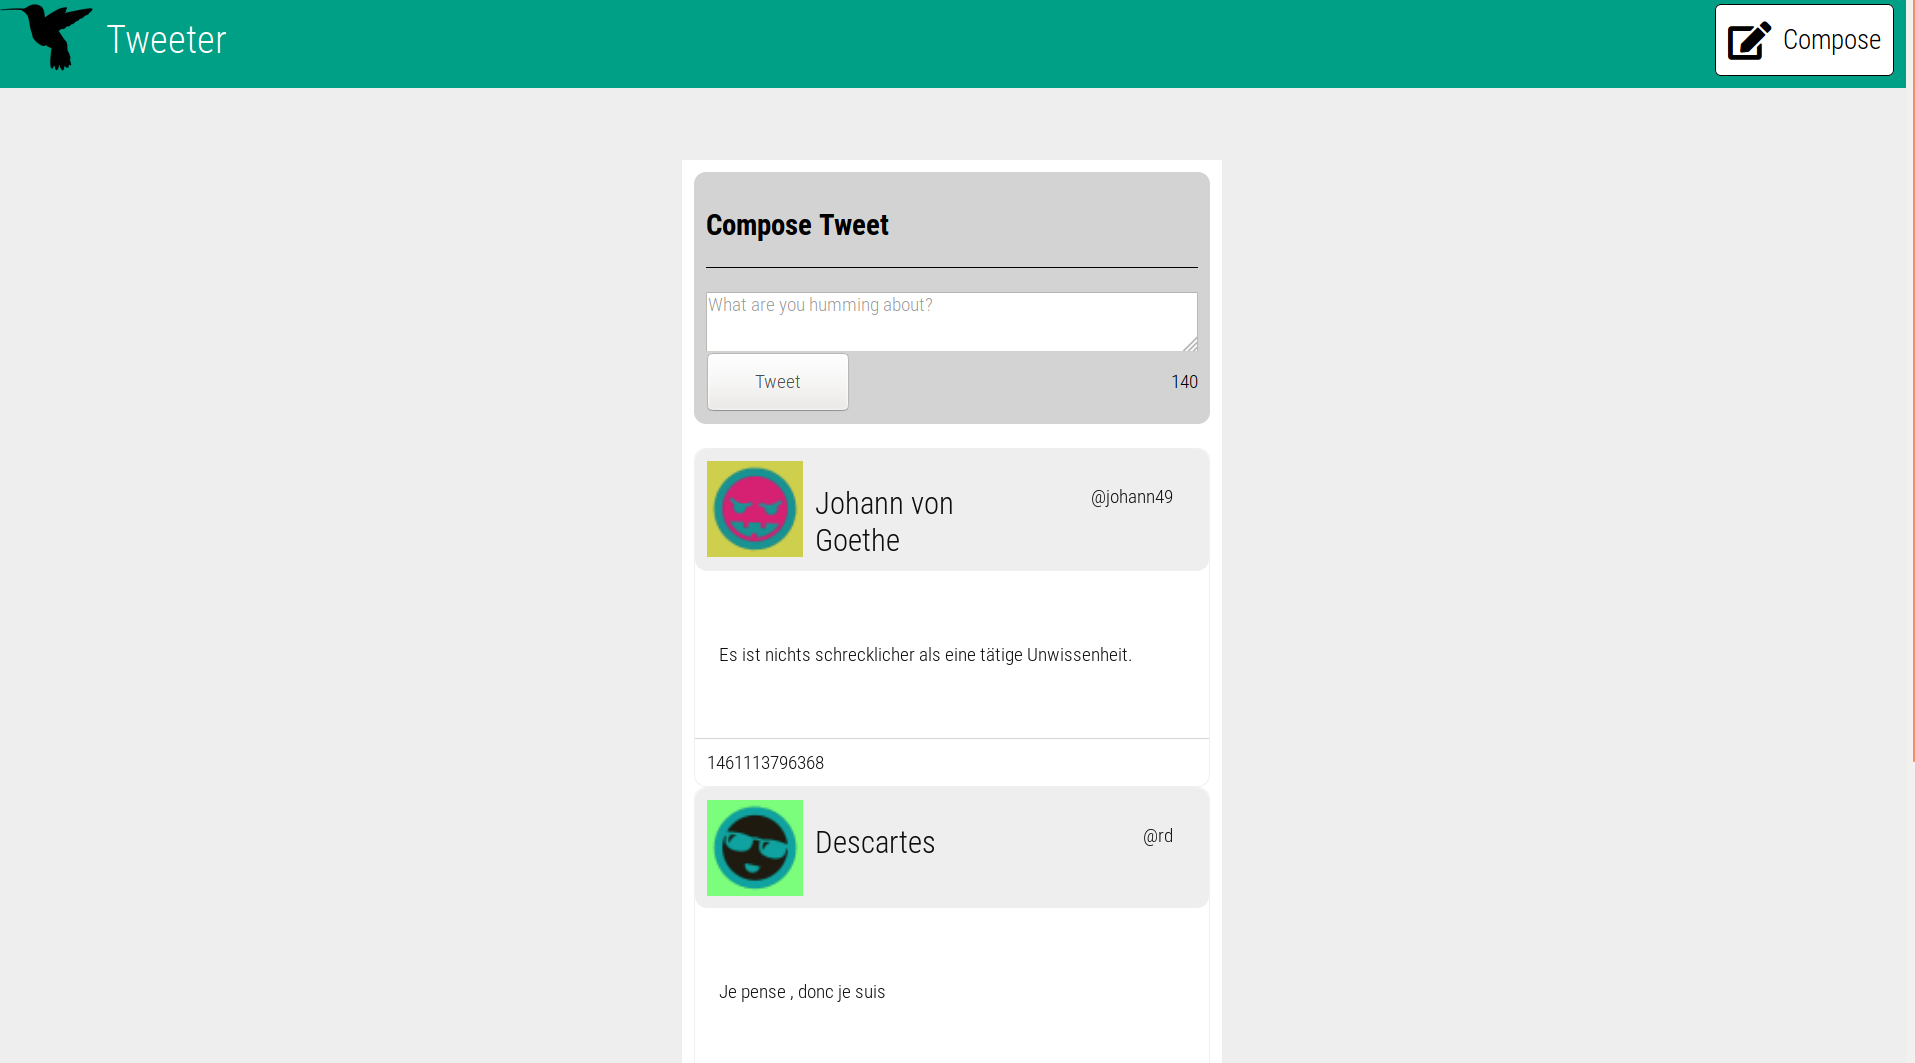 Tweeter
Compose
Compose Tweet
What are you humming about?
Tweet
140
Johann von
Goethe
@johann49
Es ist nichts schrecklicher als eine tätige Unwissenheit.
1461113796368
Descartes
@rd
Je pense , donc je suis